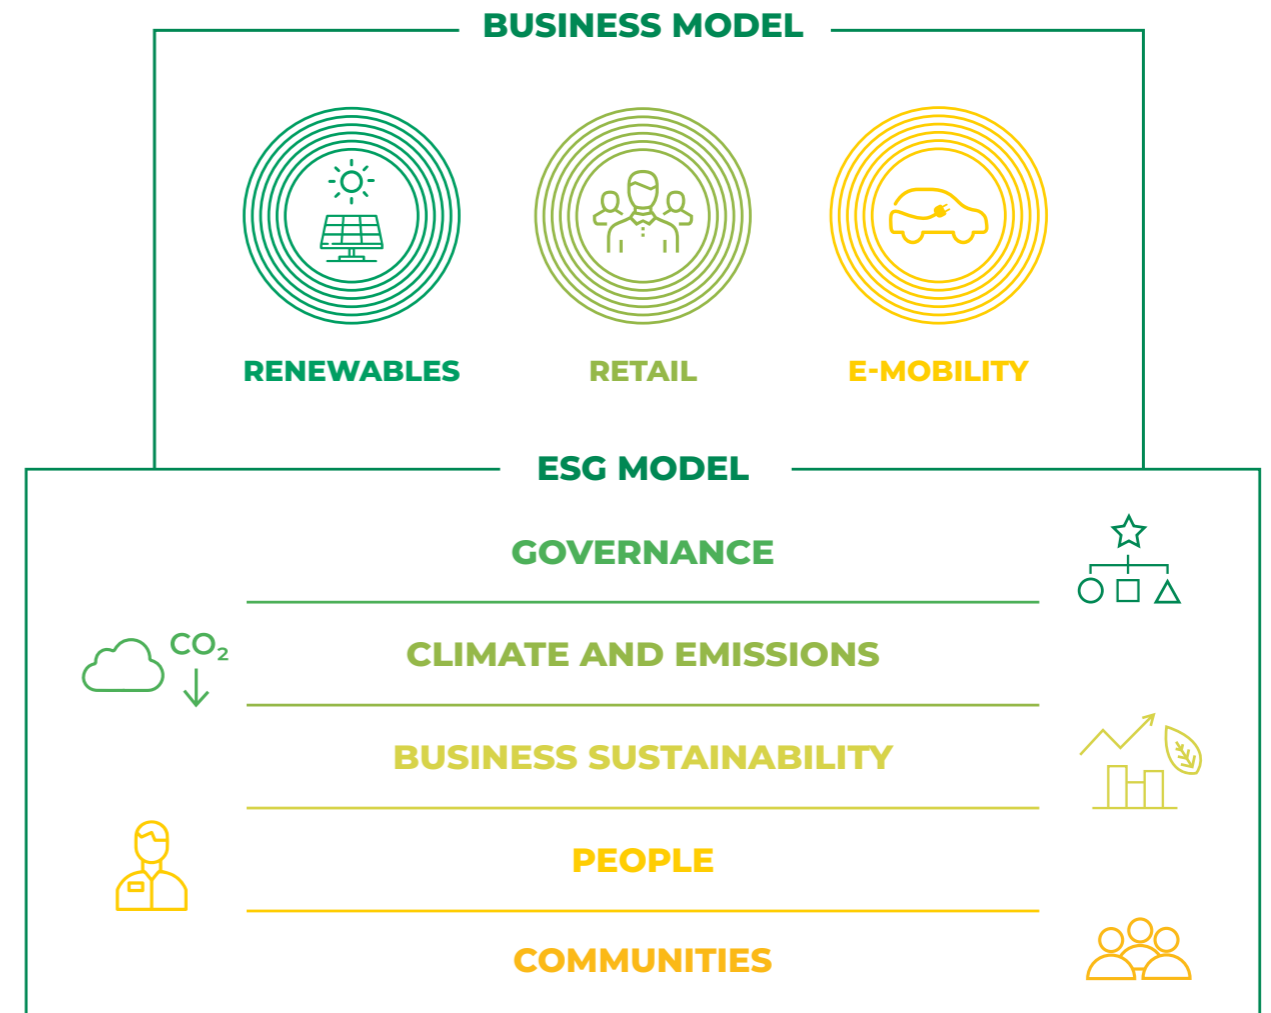 BUSINESS MODEL
RENEWABLES
RETAIL
E-MOBILITY
ESG MODEL
GOVERNANCE
CO₂
CLIMATE AND EMISSIONS
BUSINESS SUSTAINABILITY
PEOPLE
COMMUNITIES